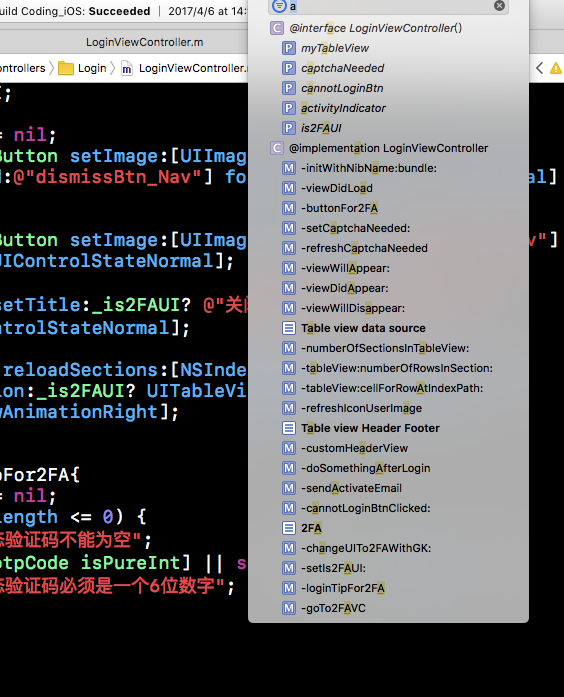 uild Coding_iOS: Succeeded | 2017/4/6 at 14:
a
LoginViewController.m
ontrollers Login LoginViewController.
@interface LoginViewController()
myTableView
captchaNeeded
cannotLoginBtn
activityIndicator
is2FAUI
@implementation LoginViewController
-initWithNibName:bundle:
-viewDidLoad
-buttonFor2FA
-setCaptchaNeeded:
-refreshCaptchaNeeded
-viewWillAppear:
-viewDidAppear:
-viewWillDisappear:
Table view data source
-numberOfSectionsInTableView:
-tableView:numberOfRowsInSection:
-tableView:cellForRowAtIndexPath:
-refreshIconUserImage
Table view Header Footer
-customHeaderView
-doSomethingAfterLogin
-sendActivateEmail
-cannotLoginBtnClicked:
2FA
-changeUITo2FAWithGK:
-setIs2FAUI:
-loginTipFor2FA
-goTo2FAVC
= nil;
Button setImage:[UIImag
:@"dismissBtn_Nav"] fo al]
Button setImage:[UIImag v"]
UIControlStateNormal];
setTitle:_is2FAUI? @"关
ntrolStateNormal];
reloadSections:[NSInde
ion:_is2FAUI? UITableVi
wAnimationRight];
pFor2FA{
= nil;
length <= 0) {
态验证码不能为空";
otpCode isPureInt] || s
态验证码必须是一个6位数字";